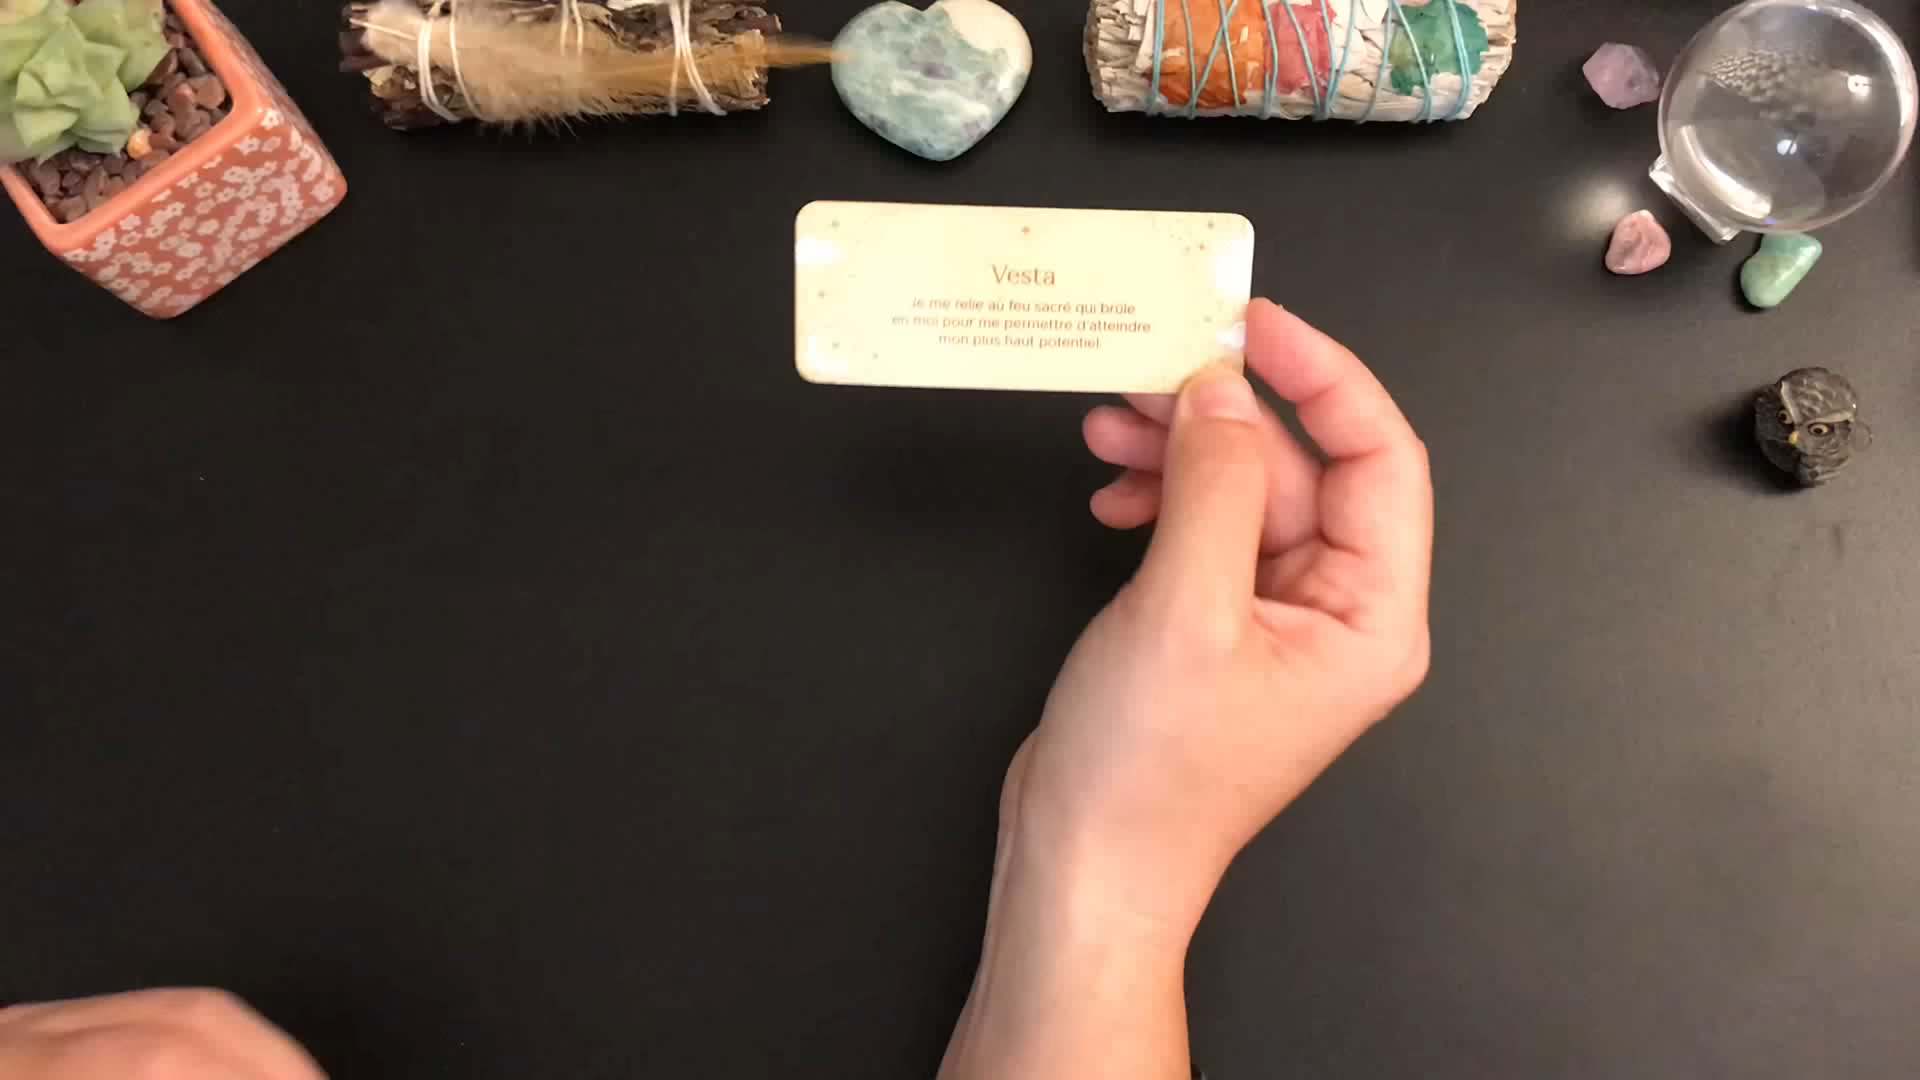 Vesta
Je me relie au feu sacré qui brûle
en moi pour me permettre d'atteindre
mon plus haut potentiel.